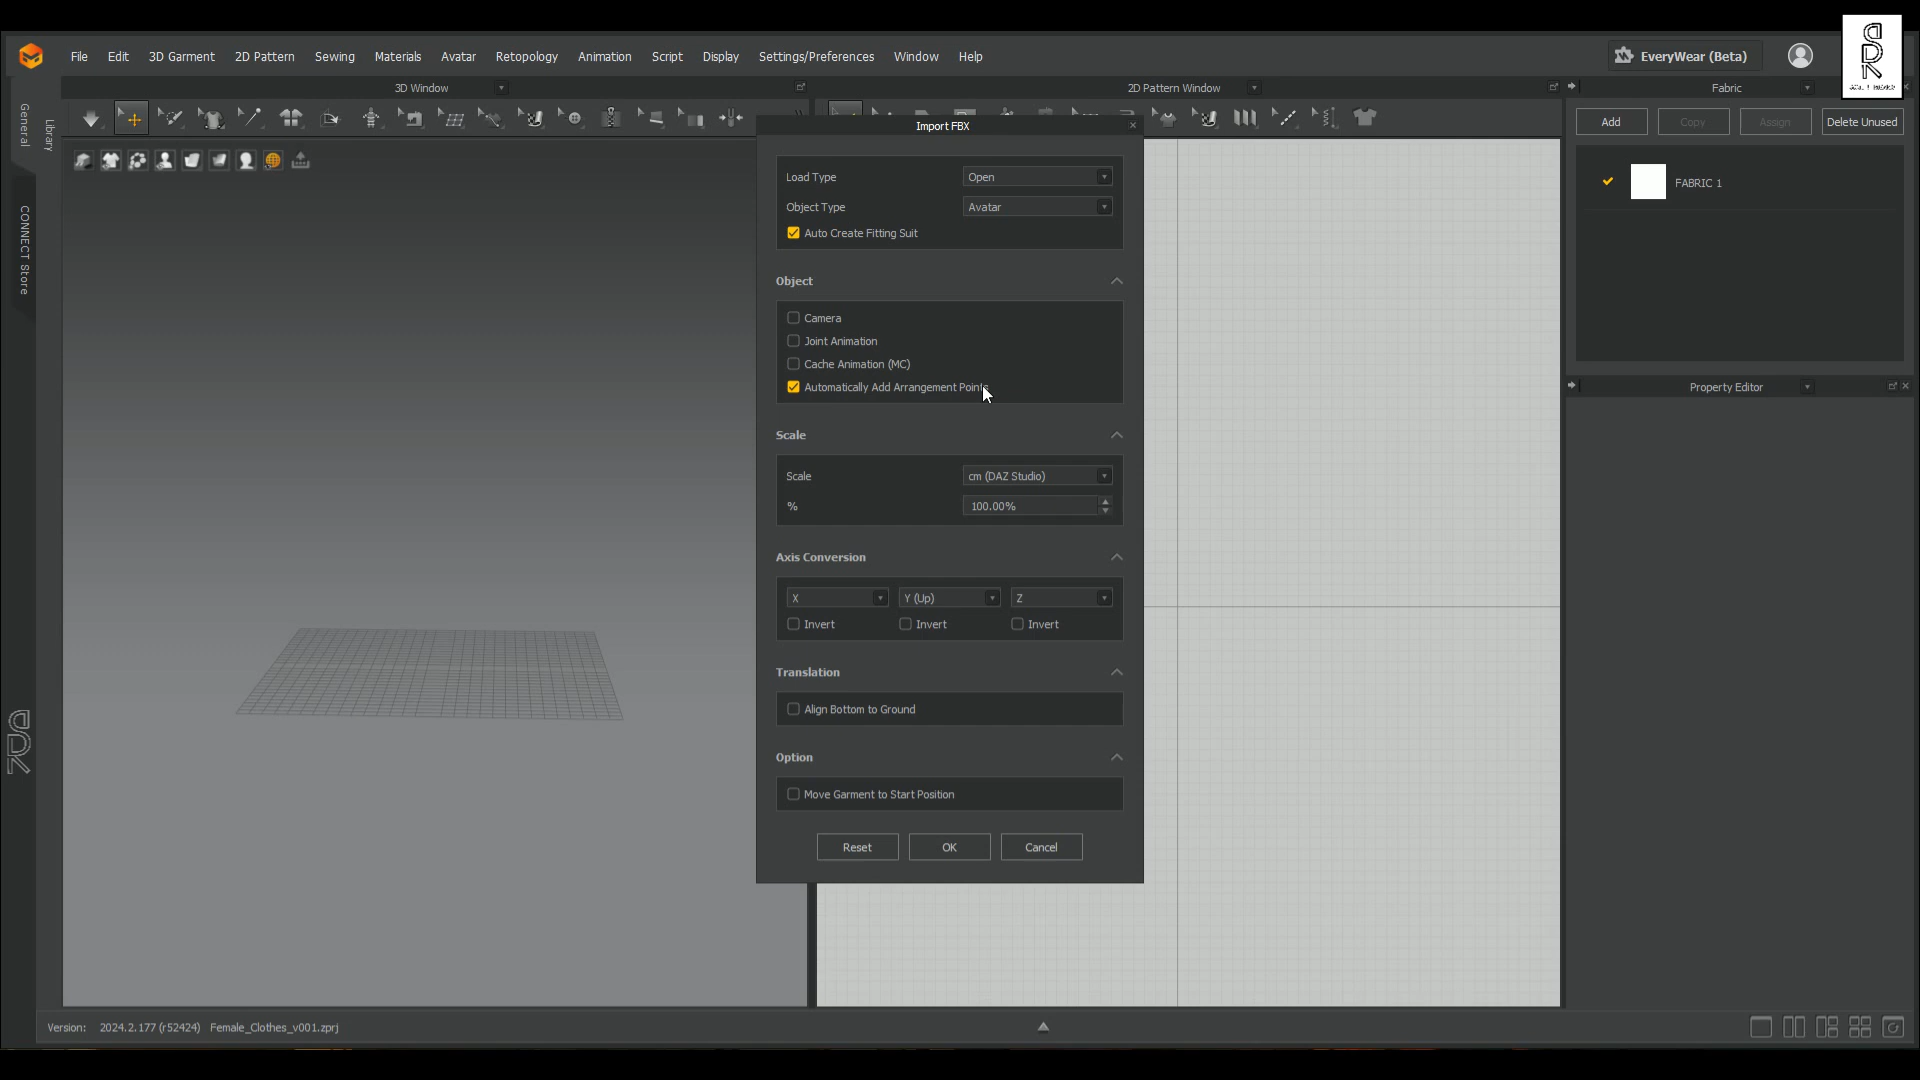 File Edit 3D Garment 2D Pattern Sewing Materials Avatar Retopology Animation Script Display Settings/Preferences Window Help EveryWear (Beta)
SDK
3D Window
2D Pattern Window
Fabric
General
Library
CONNECT Store
Add Copy Assign Delete Unused
FABRIC 1
Property Editor
Import FBX
Load Type Open
Object Type Avatar
Auto Create Fitting Suit
Object
Camera
Joint Animation
Cache Animation (MC)
Automatically Add Arrangement Points
Scale
Scale cm (DAZ Studio)
% 100.00%
Axis Conversion
X Y (Up) Z
Invert Invert Invert
Translation
Align Bottom to Ground
Option
Move Garment to Start Position
Reset OK Cancel
SDK
Version: 2024.2.177 (r52424) Female_Clothes_v001.zprj